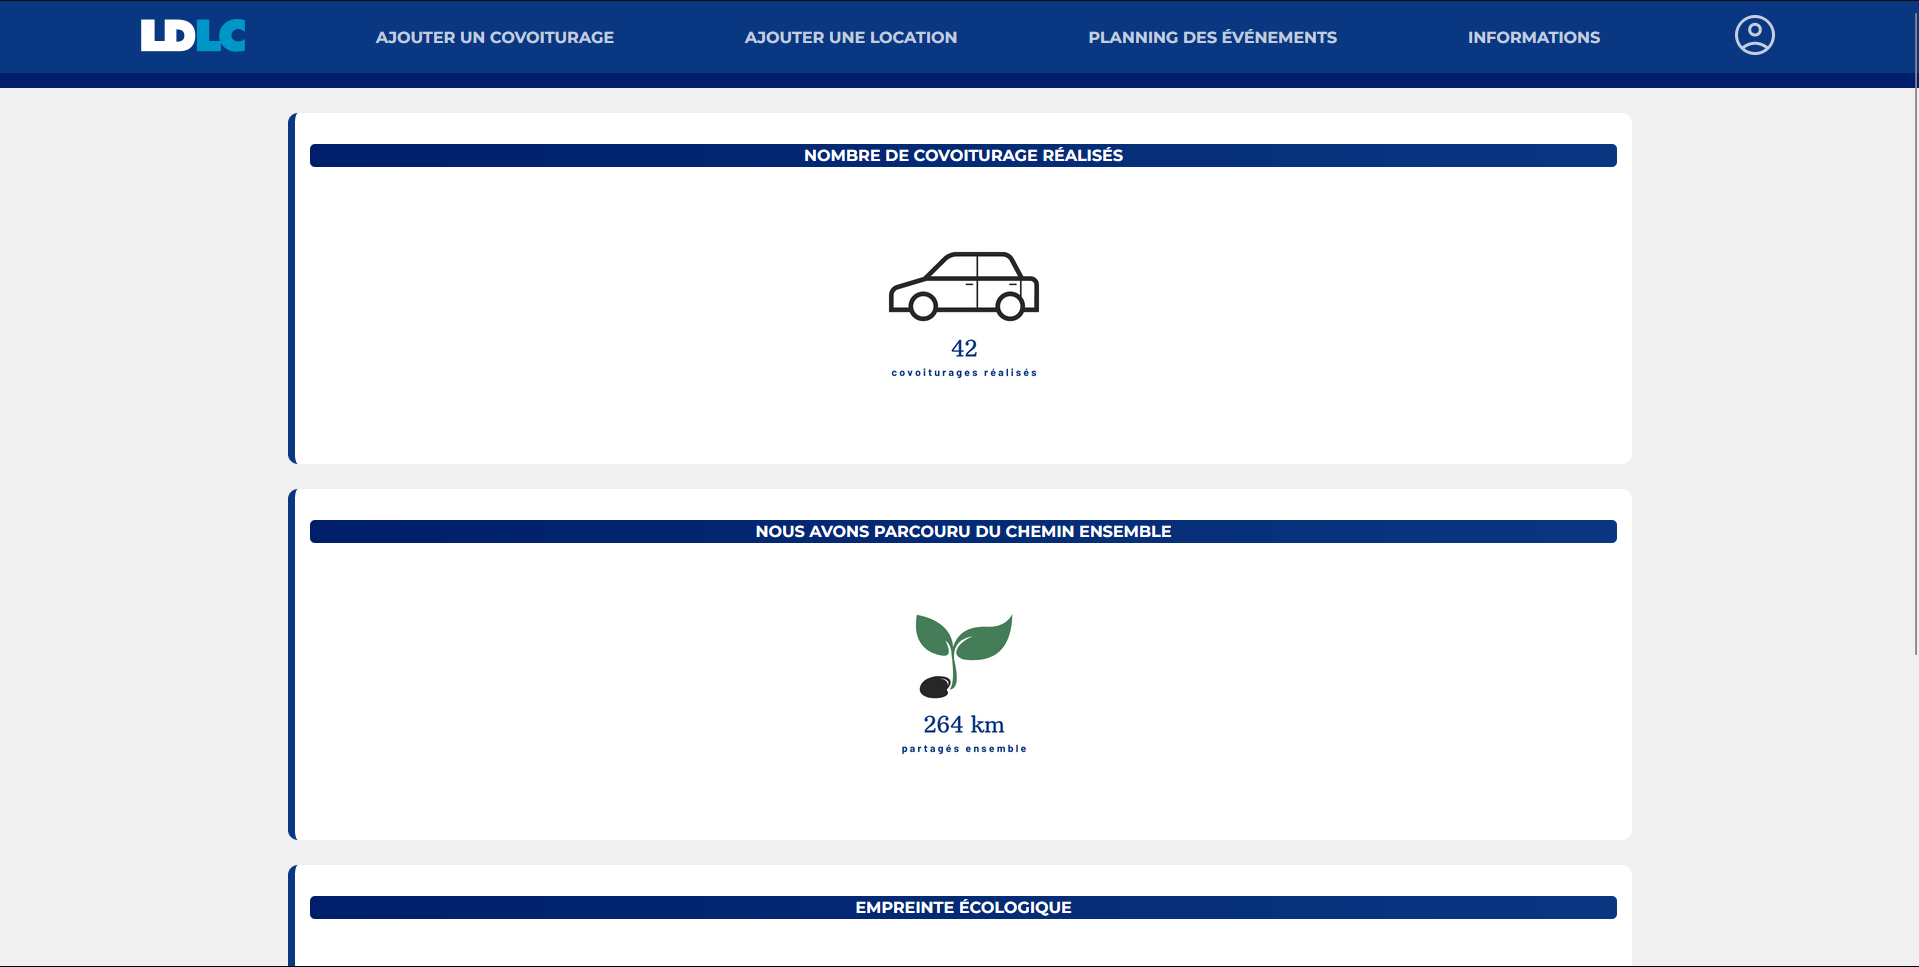 LDLC
AJOUTER UN COVOITURAGE
AJOUTER UNE LOCATION
PLANNING DES ÉVÉNEMENTS
INFORMATIONS
NOMBRE DE COVOITURAGE RÉALISÉS
42
covoiturages réalisés
NOUS AVONS PARCOURU DU CHEMIN ENSEMBLE
264 km
partagés ensemble
EMPREINTE ÉCOLOGIQUE